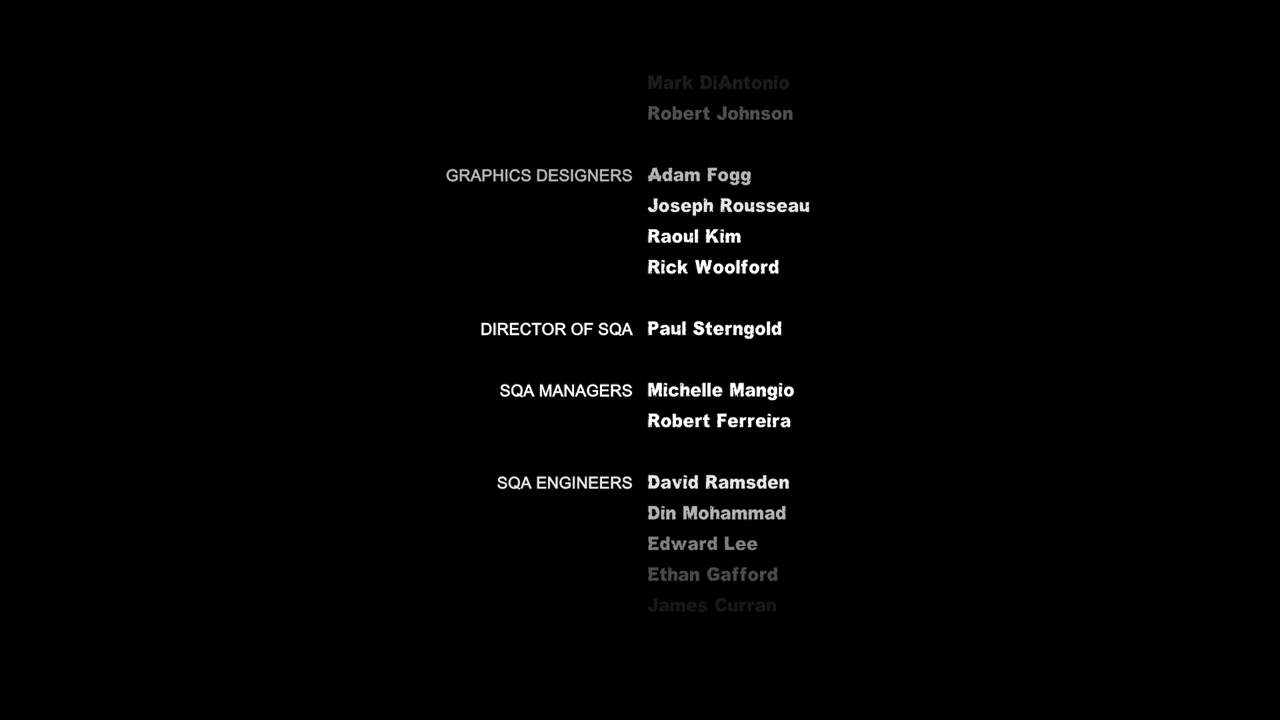 Mark DiAntonio
Robert Johnson
GRAPHICS DESIGNERS Adam Fogg
Joseph Rousseau
Raoul Kim
Rick Woolford
DIRECTOR OF SQA Paul Sterngold
SQA MANAGERS Michelle Mangio
Robert Ferreira
SQA ENGINEERS David Ramsden
Din Mohammad
Edward Lee
Ethan Gafford
James Curran